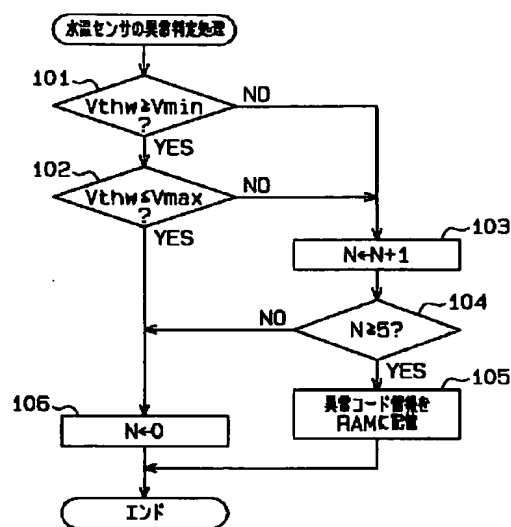 水温センサの異常判定処理
101
Vthw≧Vmin
?
NO
YES
102
Vthw≦Vmax
?
NO
YES
103
N←N+1
104
N≧5?
NO
YES
105
異常コード情報を
RAMに記憶
106
N←0
エンド